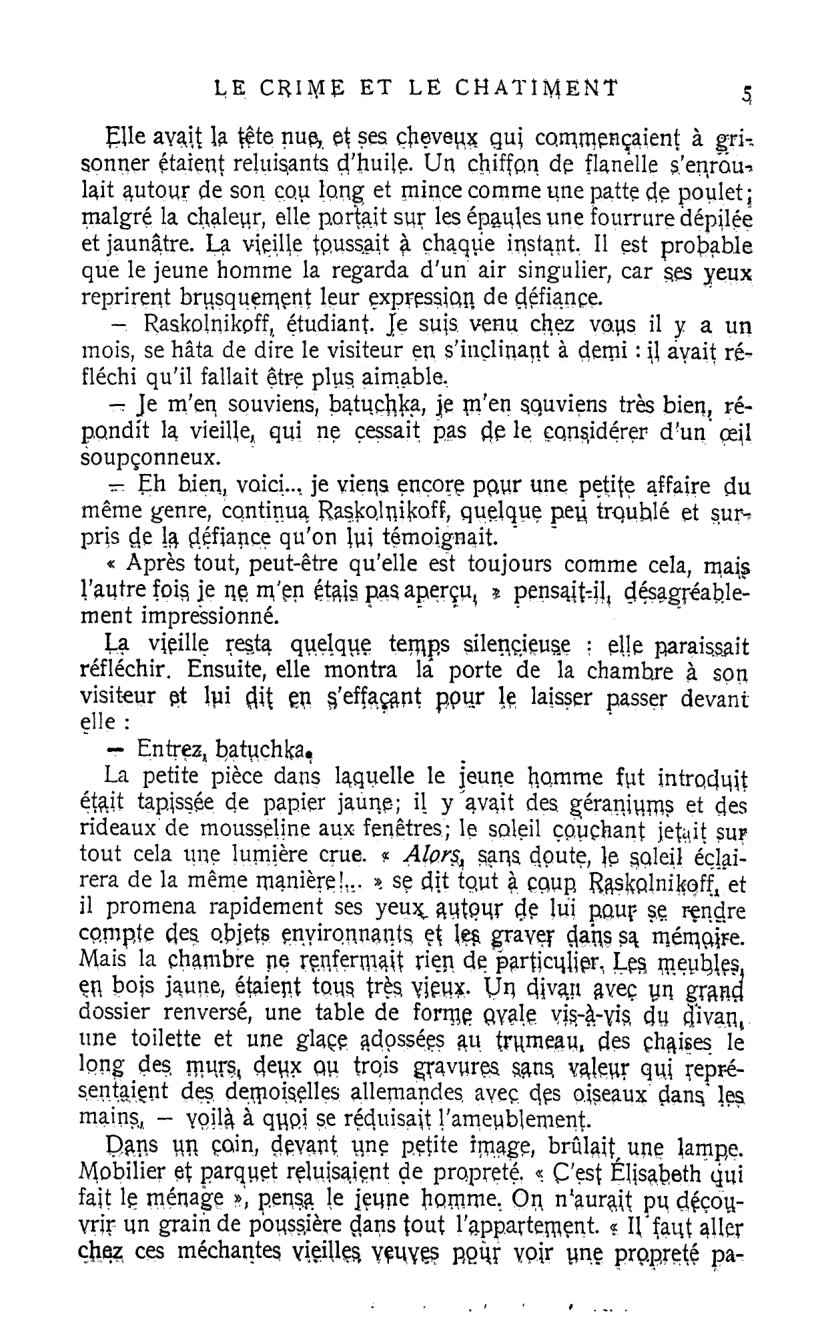 LE CRIME ET LE CHATIMENT 5
Elle avait la tête nue, et ses cheveux qui commençaient à gri-
sonner étaient reluisants d'huile. Un chiffon de flanelle s'enrou-
lait autour de son cou long et mince comme une patte de poulet;
malgré la chaleur, elle portait sur les épaules une fourrure dépilée
et jaunâtre. La vieille toussait à chaque instant. Il est probable
que le jeune homme la regarda d'un air singulier, car ses yeux
reprirent brusquement leur expression de défiance.
— Raskolnikoff, étudiant. Je suis venu chez vous il y a un
mois, se hâta de dire le visiteur en s'inclinant à demi : il avait ré-
fléchi qu'il fallait être plus aimable.
— Je m'en souviens, batuchka, je m'en souviens très bien, ré-
pondit la vieille, qui ne cessait pas de le considérer d'un œil
soupçonneux.
— Eh bien, voici... je viens encore pour une petite affaire du
même genre, continua Raskolnikoff, quelque peu troublé et sur-
pris de la défiance qu'on lui témoignait.
« Après tout, peut-être qu'elle est toujours comme cela, mais
l'autre fois je ne m'en étais pas aperçu, » pensait-il, désagréable-
ment impressionné.
La vieille resta quelque temps silencieuse : elle paraissait
réfléchir. Ensuite, elle montra la porte de la chambre à son
visiteur et lui dit en s'effaçant pour le laisser passer devant
elle :
— Entrez, batuchka.
La petite pièce dans laquelle le jeune homme fut introduit
était tapissée de papier jaune; il y avait des géraniums et des
rideaux de mousseline aux fenêtres; le soleil couchant jetait sur
tout cela une lumière crue. « Alors, sans doute, le soleil éclai-
rera de la même manière!... » se dit tout à coup Raskolnikoff, et
il promena rapidement ses yeux autour de lui pour se rendre
compte des objets environnants et les graver dans sa mémoire.
Mais la chambre ne renfermait rien de particulier. Les meubles,
en bois jaune, étaient tous très vieux. Un divan avec un grand
dossier renversé, une table de forme ovale vis-à-vis du divan,
une toilette et une glace adossées au trumeau, des chaises le
long des murs, deux ou trois gravures sans valeur qui repré-
sentaient des demoiselles allemandes avec des oiseaux dans les
mains, — voilà à quoi se réduisait l'ameublement.
Dans un coin, devant une petite image, brûlait une lampe.
Mobilier et parquet reluisaient de propreté. « C'est Élisabeth qui
fait le ménage », pensa le jeune homme. On n'aurait pu décou-
vrir un grain de poussière dans tout l'appartement. « Il faut aller
chez ces méchantes vieilles veuves pour voir une propreté pa-